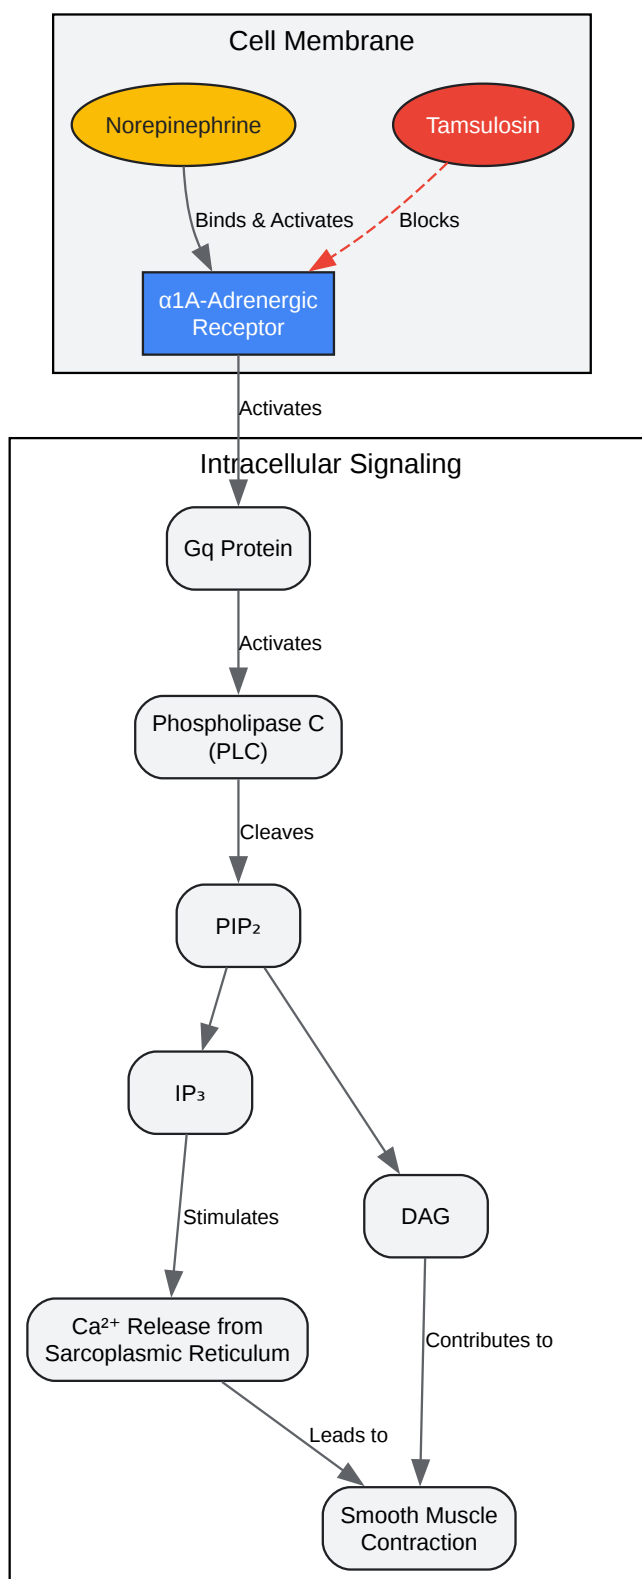 Cell Membrane
Norepinephrine
Tamsulosin
Binds & Activates
Blocks
α1A-Adrenergic
Receptor
Activates
Intracellular Signaling
Gq Protein
Activates
Phospholipase C
(PLC)
Cleaves
PIP₂
IP₃
DAG
Stimulates
Ca²⁺ Release from
Sarcoplasmic Reticulum
Contributes to
Leads to
Smooth Muscle
Contraction